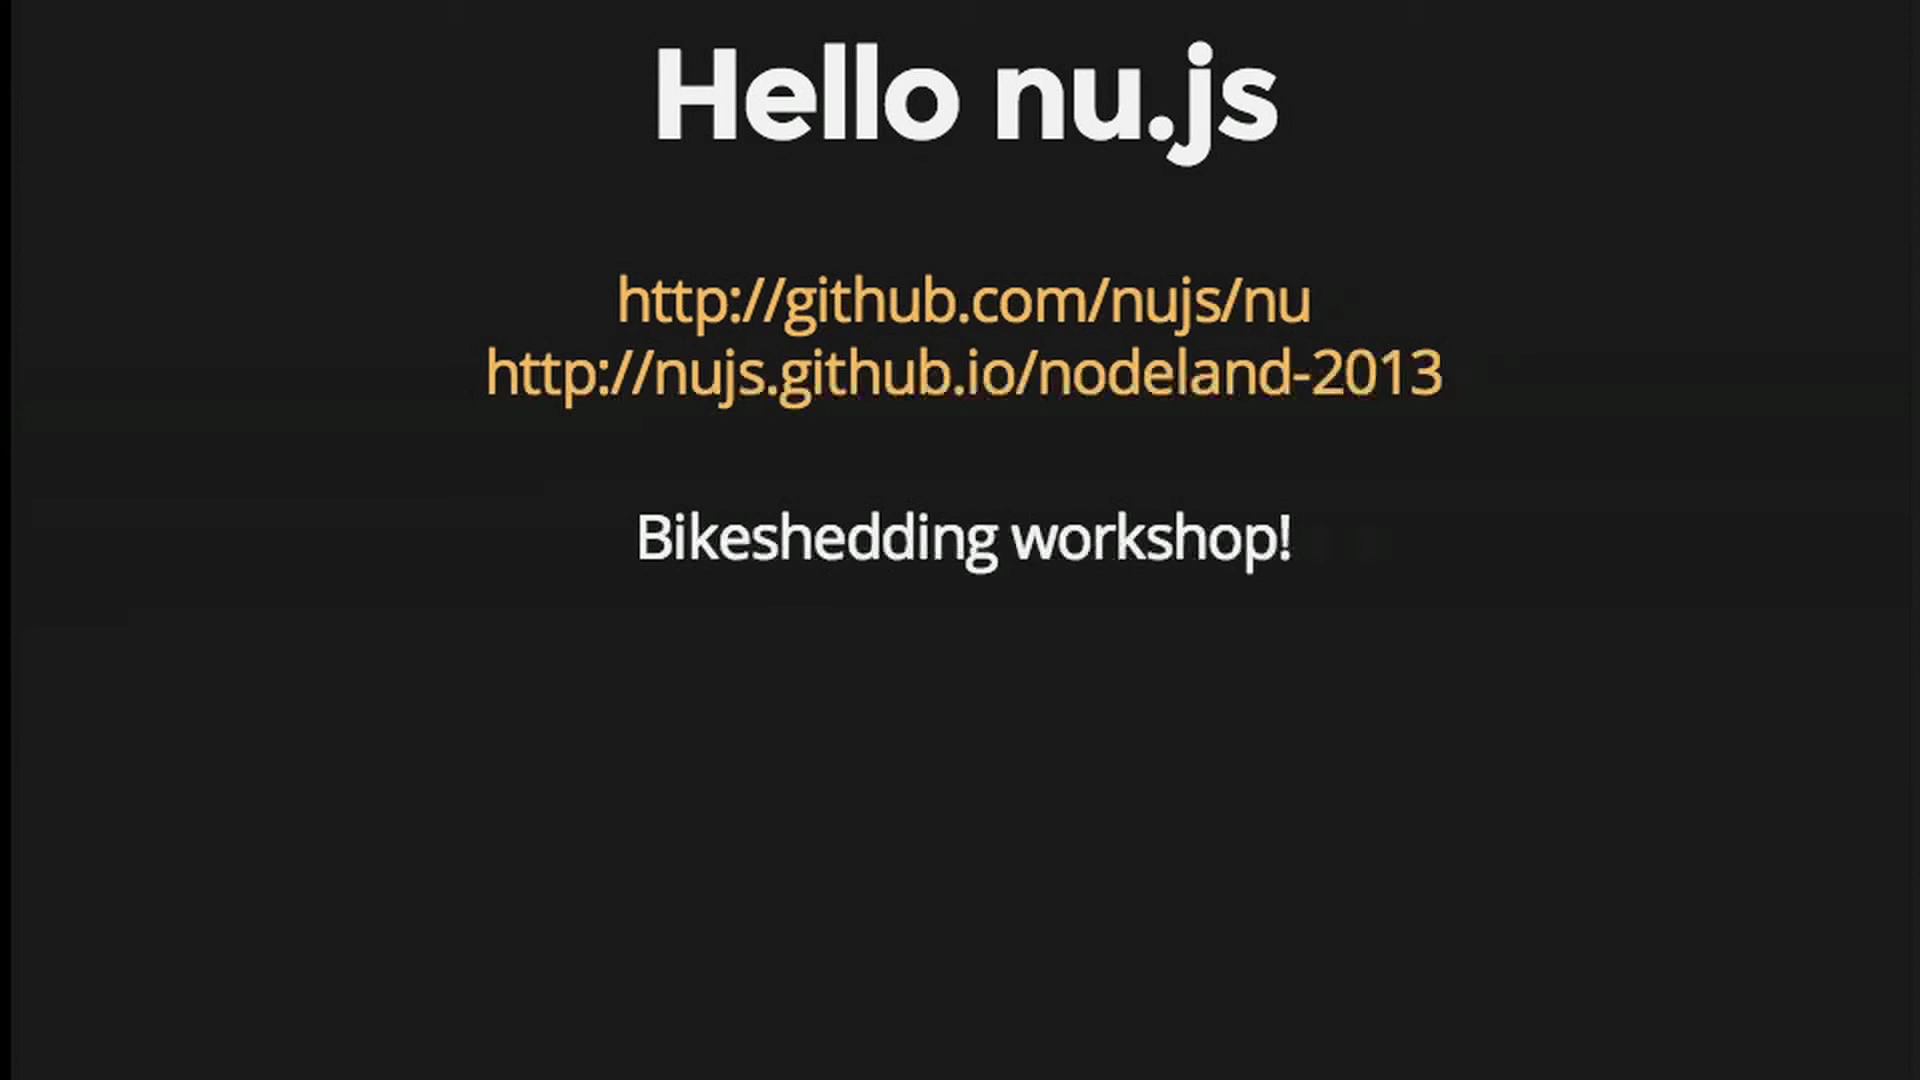 Hello nu.js
http://github.com/nujs/nu
http://nujs.github.io/nodeland-2013
Bikeshedding workshop!